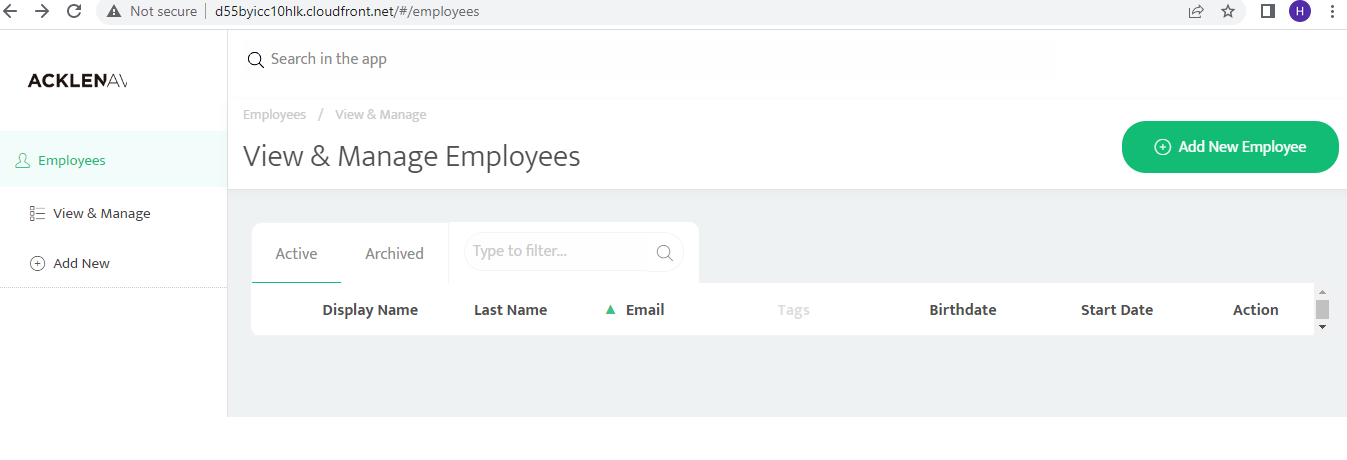 Not secure d55byicc10hlk.cloudfront.net/#/employees H
ACKLENAV
Search in the app
Employees / View & Manage
View & Manage Employees
Add New Employee
Employees
View & Manage
Add New
Active Archived Type to filter...
Display Name Last Name Email Tags Birthdate Start Date Action